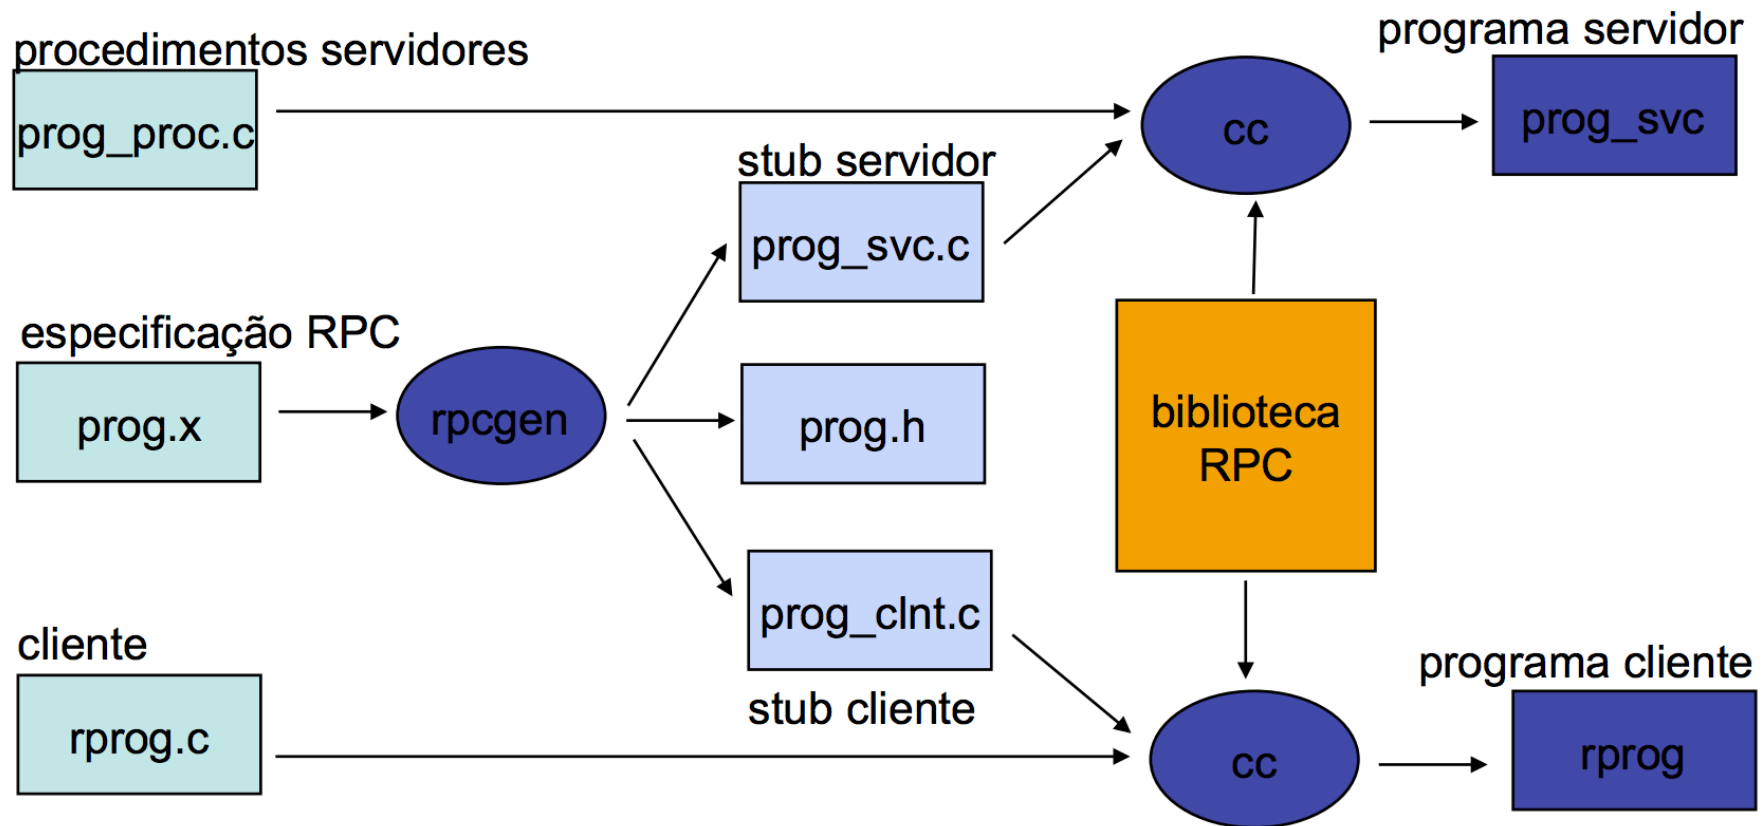 procedimentos servidores
prog_proc.c
programa servidor
cc
prog_svc
stub servidor
prog_svc.c
especificação RPC
prog.x
rpcgen
prog.h
biblioteca
RPC
prog_clnt.c
stub cliente
cliente
rprog.c
cc
programa cliente
rprog